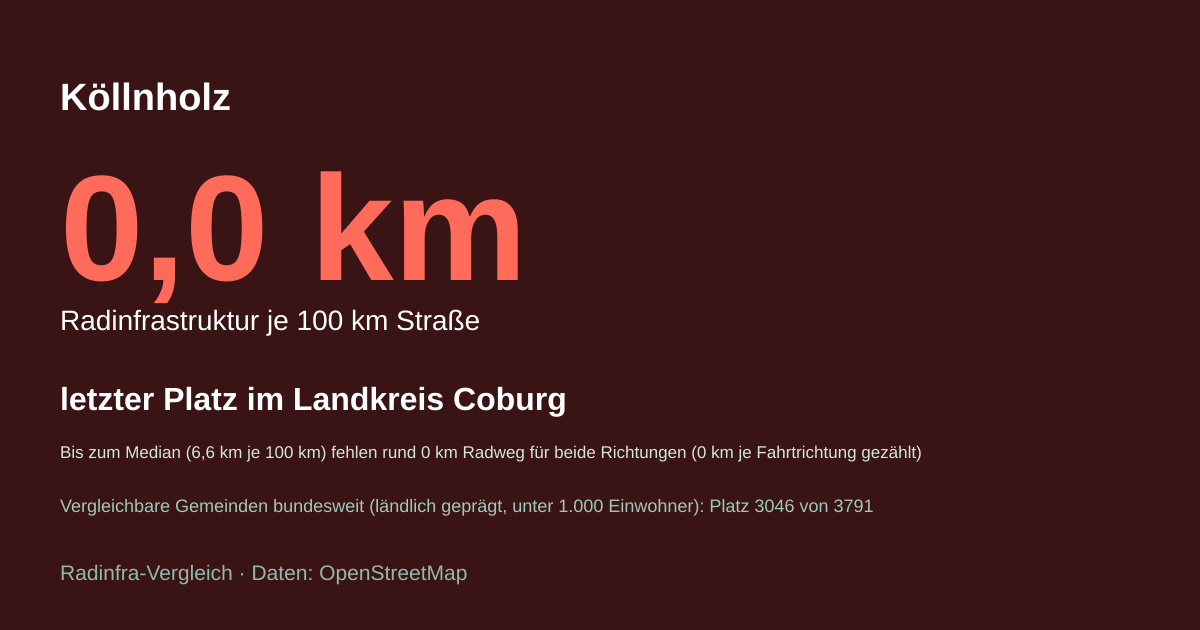 Köllnholz
0,0 km
Radinfrastruktur je 100 km Straße
letzter Platz im Landkreis Coburg
Bis zum Median (6,6 km je 100 km) fehlen rund 0 km Radweg für beide Richtungen (0 km je Fahrtrichtung gezählt)
Vergleichbare Gemeinden bundesweit (ländlich geprägt, unter 1.000 Einwohner): Platz 3046 von 3791
Radinfra-Vergleich · Daten: OpenStreetMap